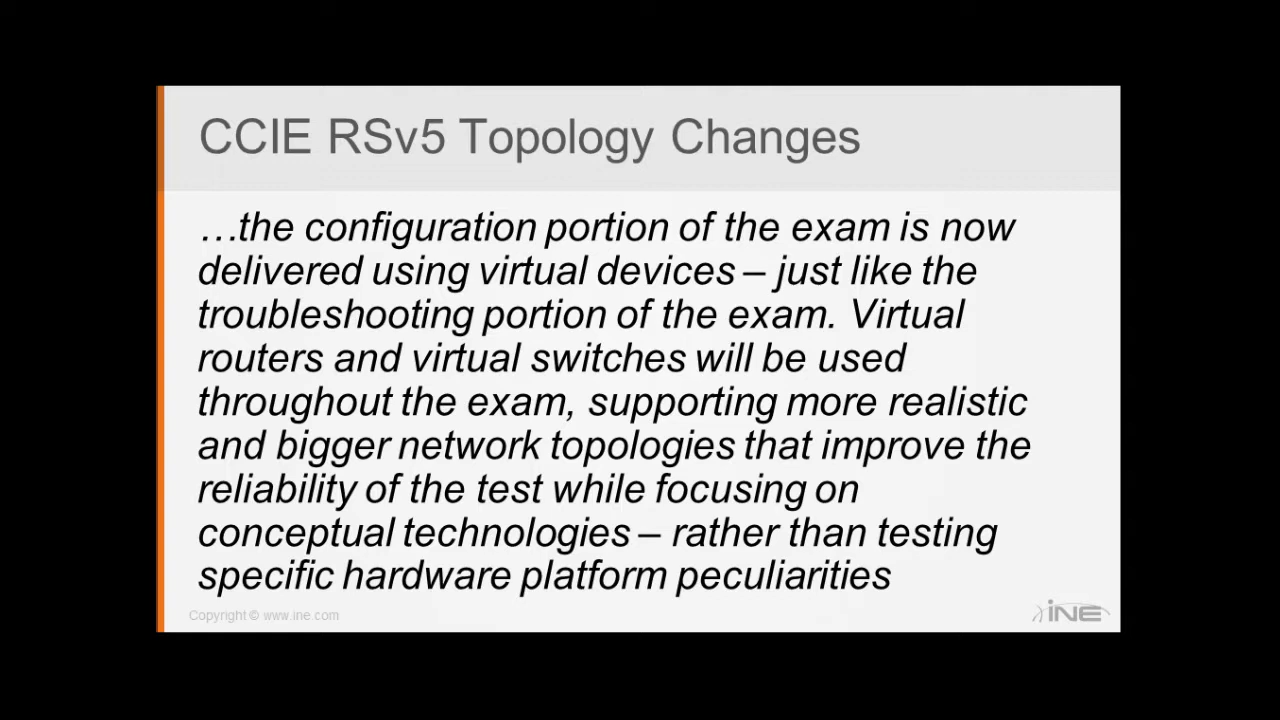 CCIE RSv5 Topology Changes
…the configuration portion of the exam is now
delivered using virtual devices – just like the
troubleshooting portion of the exam. Virtual
routers and virtual switches will be used
throughout the exam, supporting more realistic
and bigger network topologies that improve the
reliability of the test while focusing on
conceptual technologies – rather than testing
specific hardware platform peculiarities
Copyright © www.ine.com
iNE